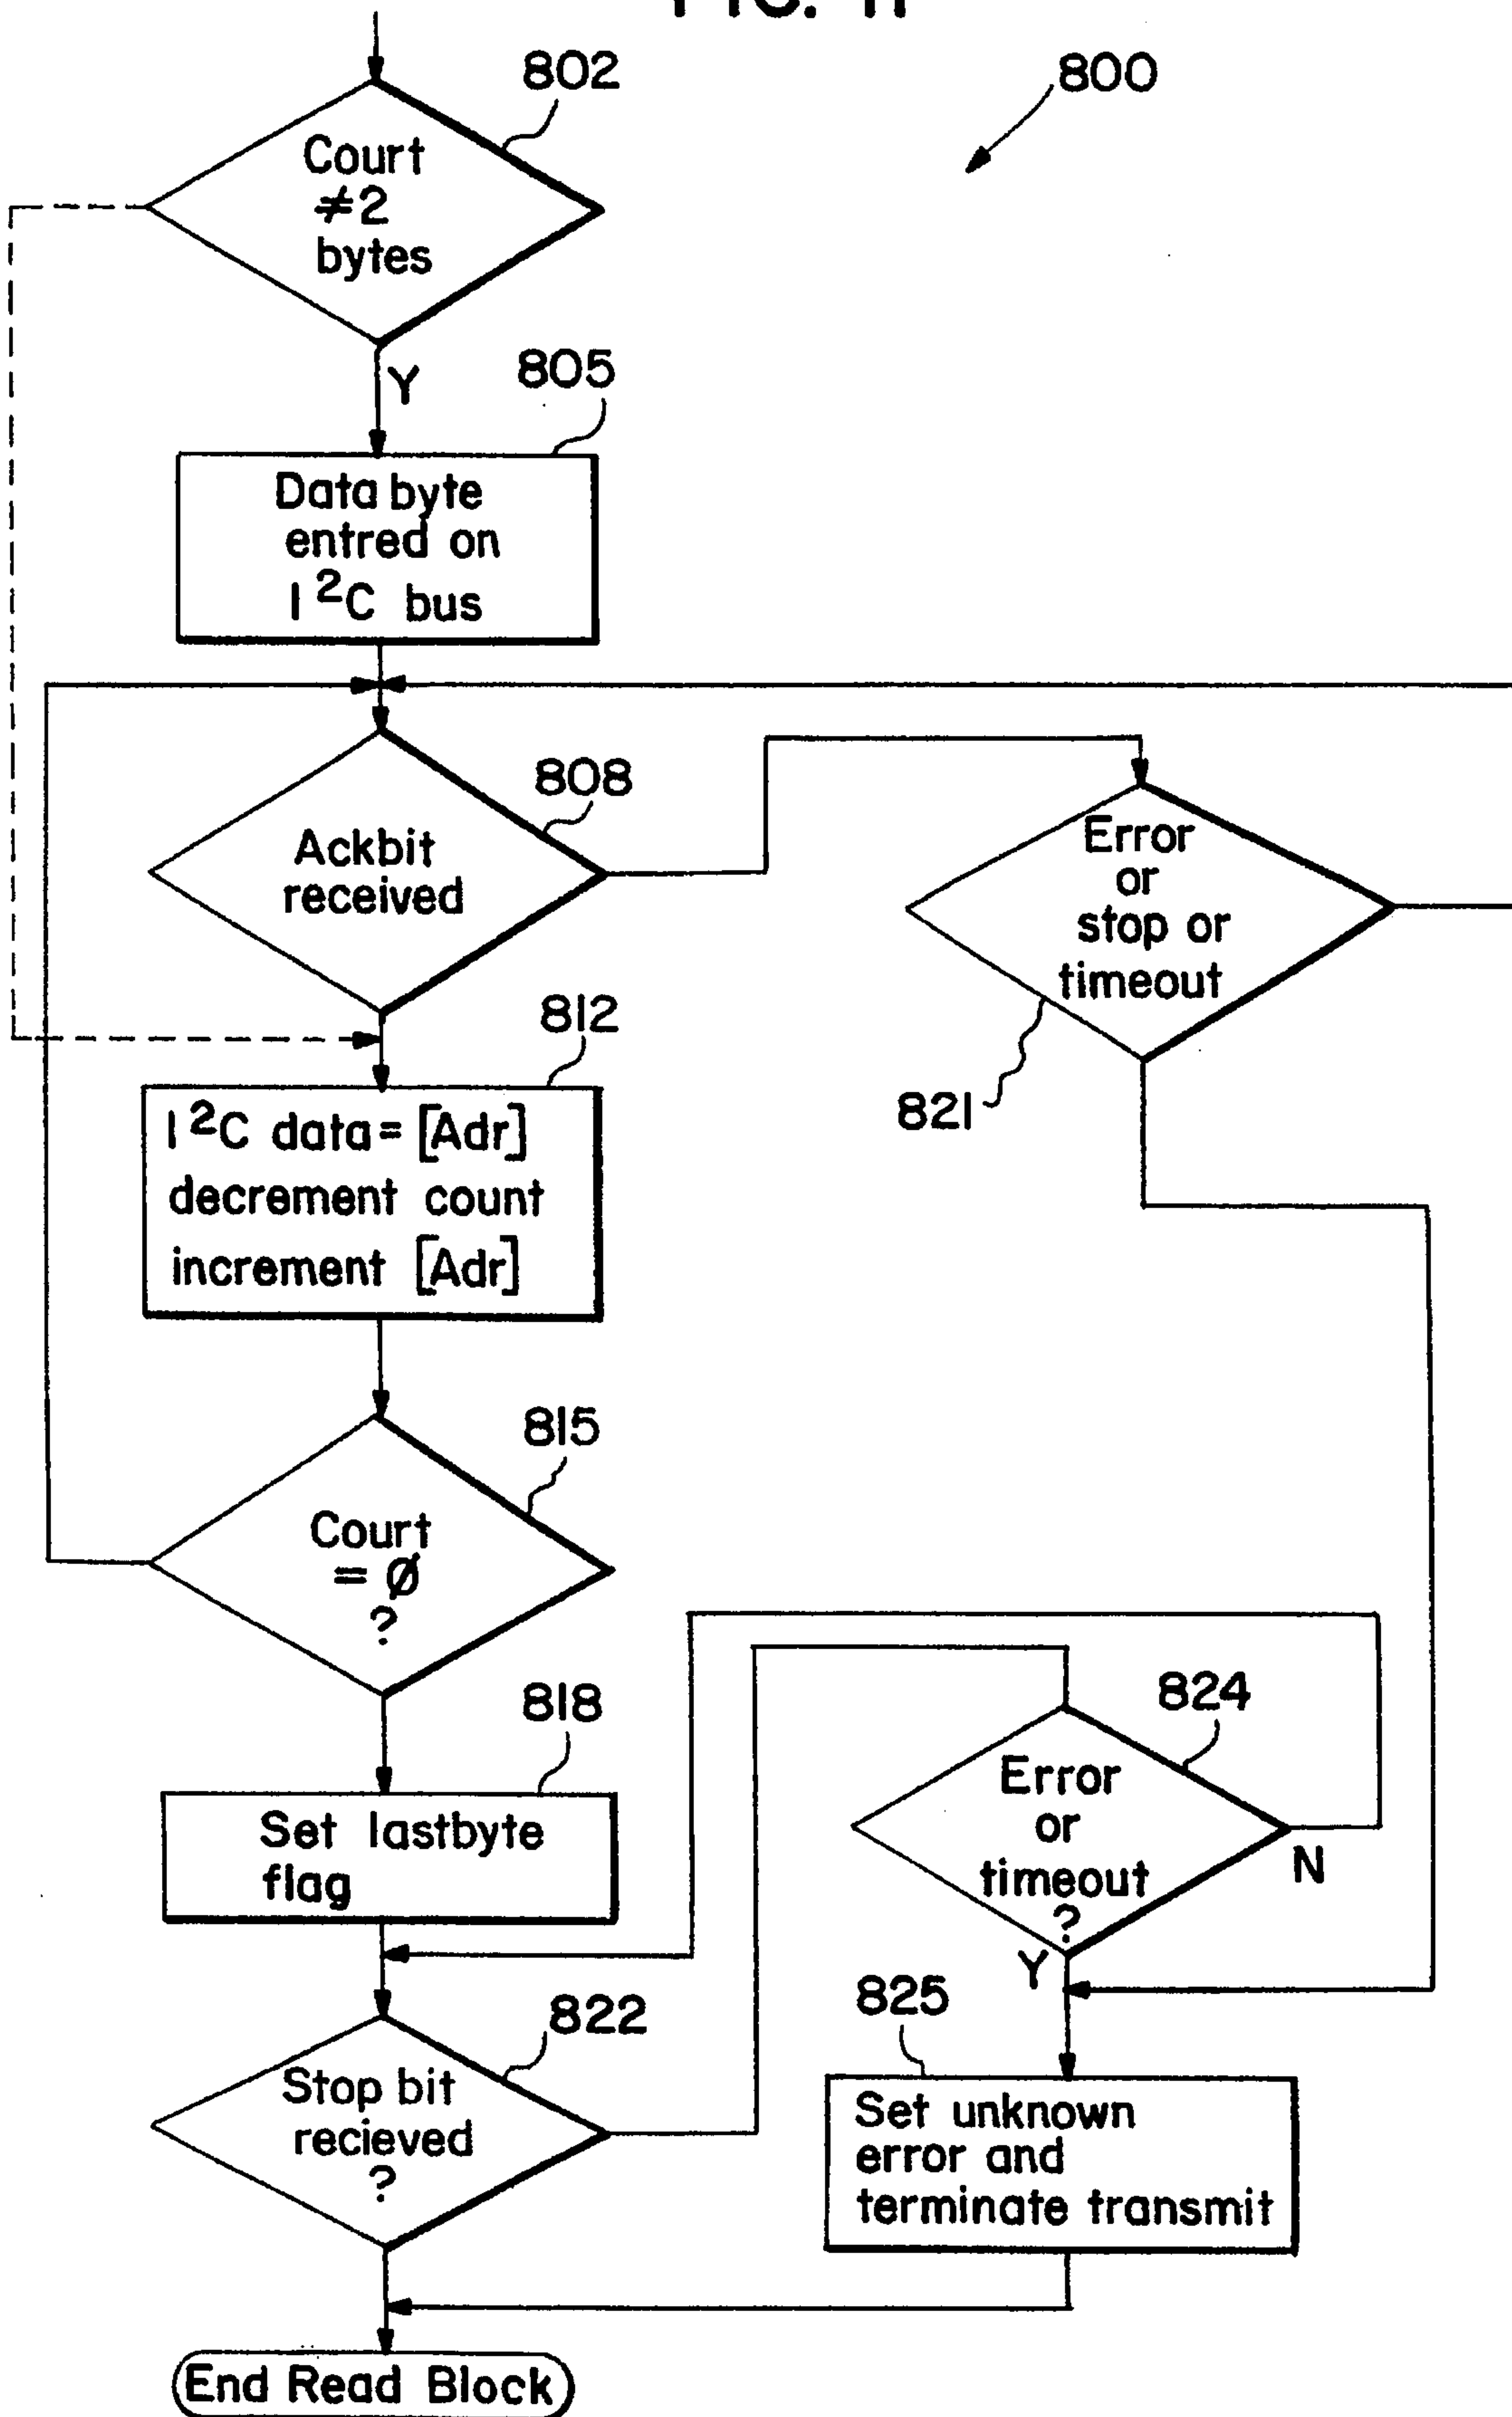 FIG. 11
802
800
Court
≠2
bytes
Y
805
Data byte
entred on
I²C bus
808
Ackbit
received
Error
or
stop or
timeout
821
812
I²C data = [Adr]
decrement count
increment [Adr]
815
Court
= Ø
?
818
Set lastbyte
flag
824
Error
or
timeout
?
N
Y
822
Stop bit
recieved
?
825
Set unknown
error and
terminate transmit
End Read Block